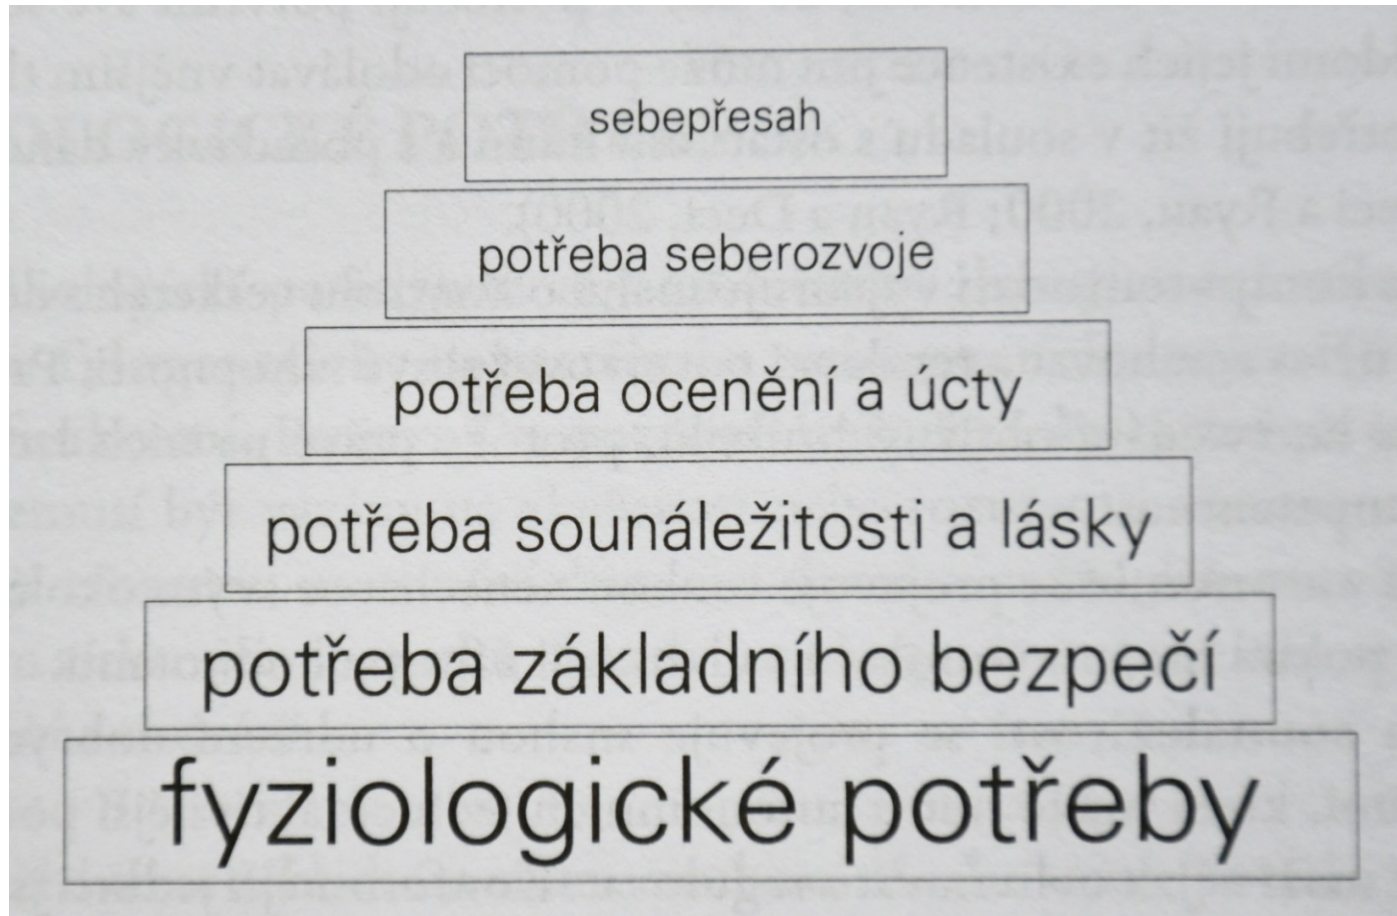 sebepřesah
potřeba seberozvoje
potřeba ocenění a úcty
potřeba sounáležitosti a lásky
potřeba základního bezpečí
fyziologické potřeby